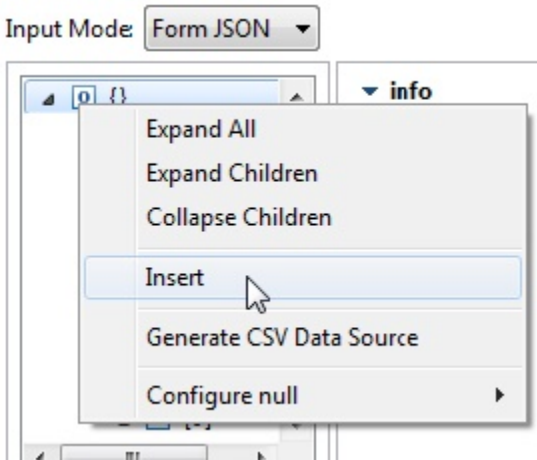 Input Mode: Form JSON
{}
info
Expand All
Expand Children
Collapse Children
Insert
Generate CSV Data Source
Configure null